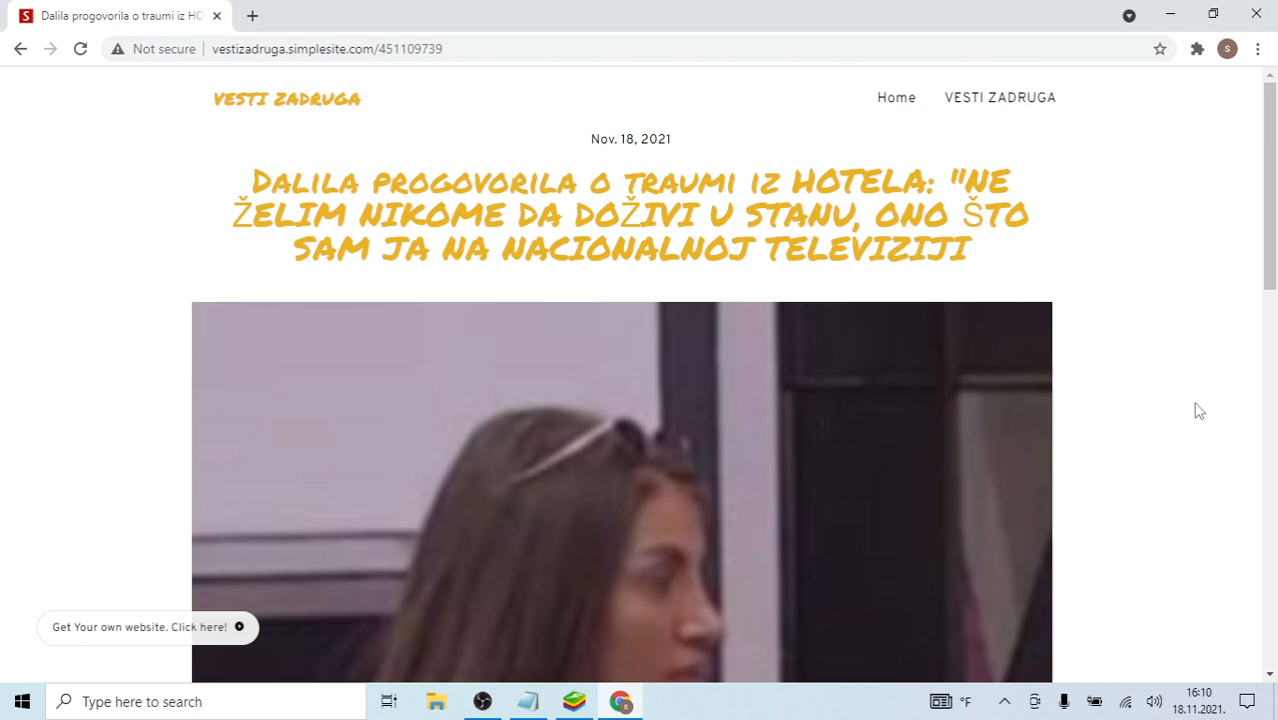 Dalila progovorila o traumi iz HO
Not secure
vestizadruga.simplesite.com/451109739
S
VESTI ZADRUGA
Home
VESTI ZADRUGA
Nov. 18, 2021
Dalila progovorila o traumi iz HOTELA: "NE
ŽELIM NIKOME DA DOŽIVI U STANU, ONO ŠTO
SAM JA NA NACIONALNOJ TELEVIZIJI
Get Your own website. Click here!
Type here to search
°F
16:10
18.11.2021.